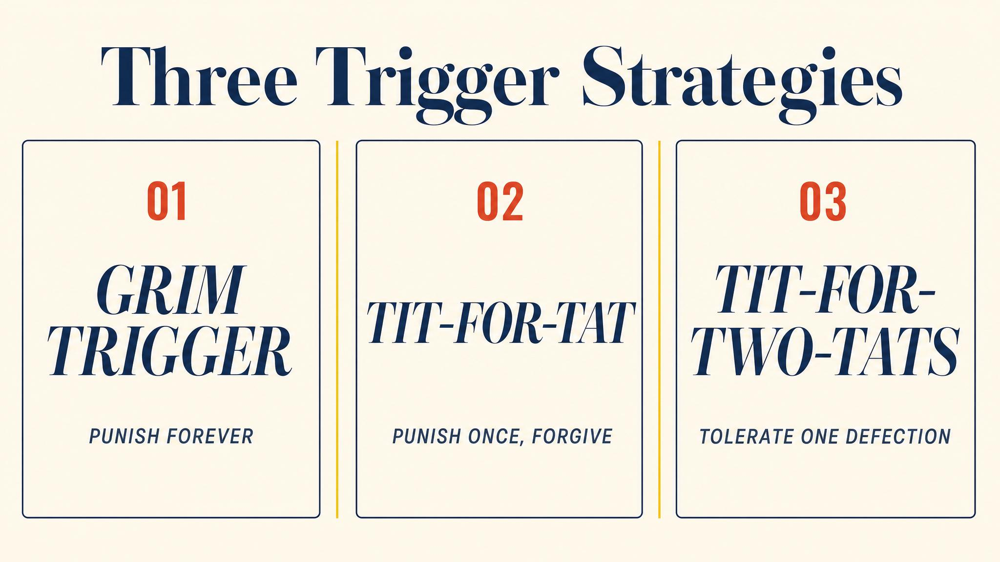 Three Trigger Strategies
01
GRIM
TRIGGER
PUNISH FOREVER
02
TIT-FOR-TAT
PUNISH ONCE, FORGIVE
03
TIT-FOR-
TWO-TATS
TOLERATE ONE DEFECTION